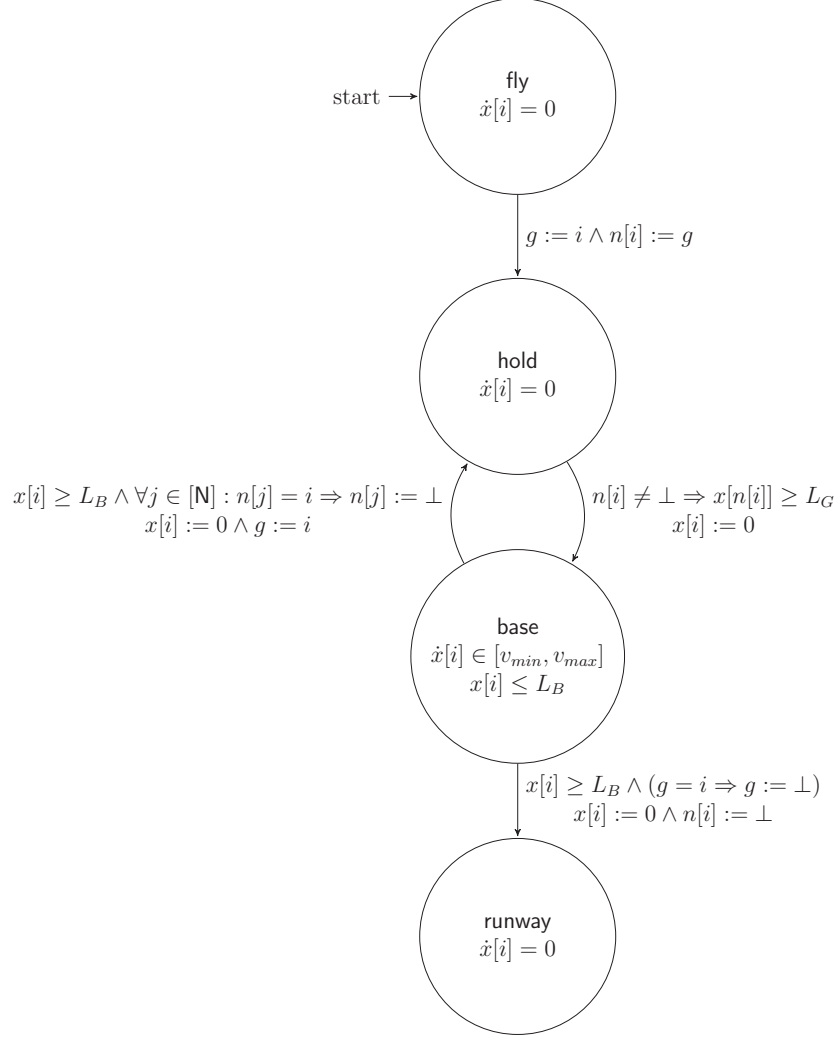 fly
start
ẋ[i] = 0
g := i ∧ n[i] := g
hold
ẋ[i] = 0
x[i] ≥ L_B ∧ ∀j ∈ [N] : n[j] = i ⇒ n[j] := ⊥
x[i] := 0 ∧ g := i
n[i] ≠ ⊥ ⇒ x[n[i]] ≥ L_G
x[i] := 0
base
ẋ[i] ∈ [v_min, v_max]
x[i] ≤ L_B
x[i] ≥ L_B ∧ (g = i ⇒ g := ⊥)
x[i] := 0 ∧ n[i] := ⊥
runway
ẋ[i] = 0